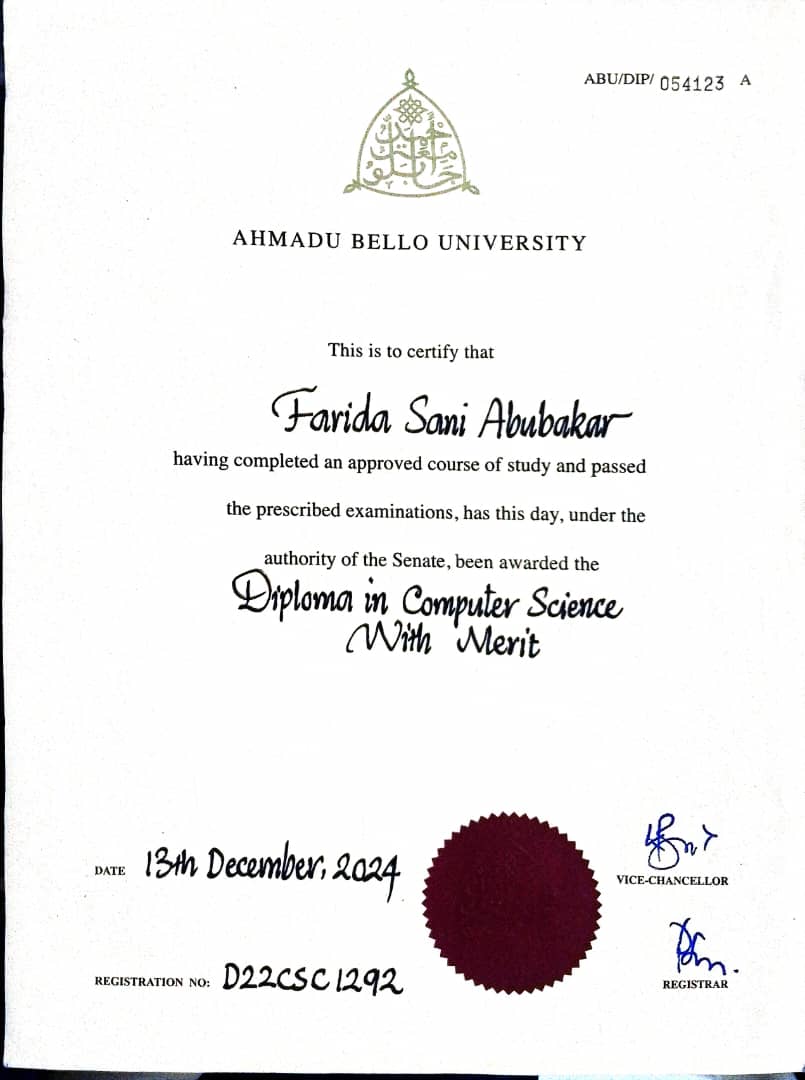 ABU/DIP/ 054123 A
AHMADU BELLO UNIVERSITY
This is to certify that
Farida Sani Abubakar
having completed an approved course of study and passed
the prescribed examinations, has this day, under the
authority of the Senate, been awarded the
Diploma in Computer Science
With Merit
DATE 13th December, 2024
VICE-CHANCELLOR
REGISTRATION NO: D22CSC1292
REGISTRAR